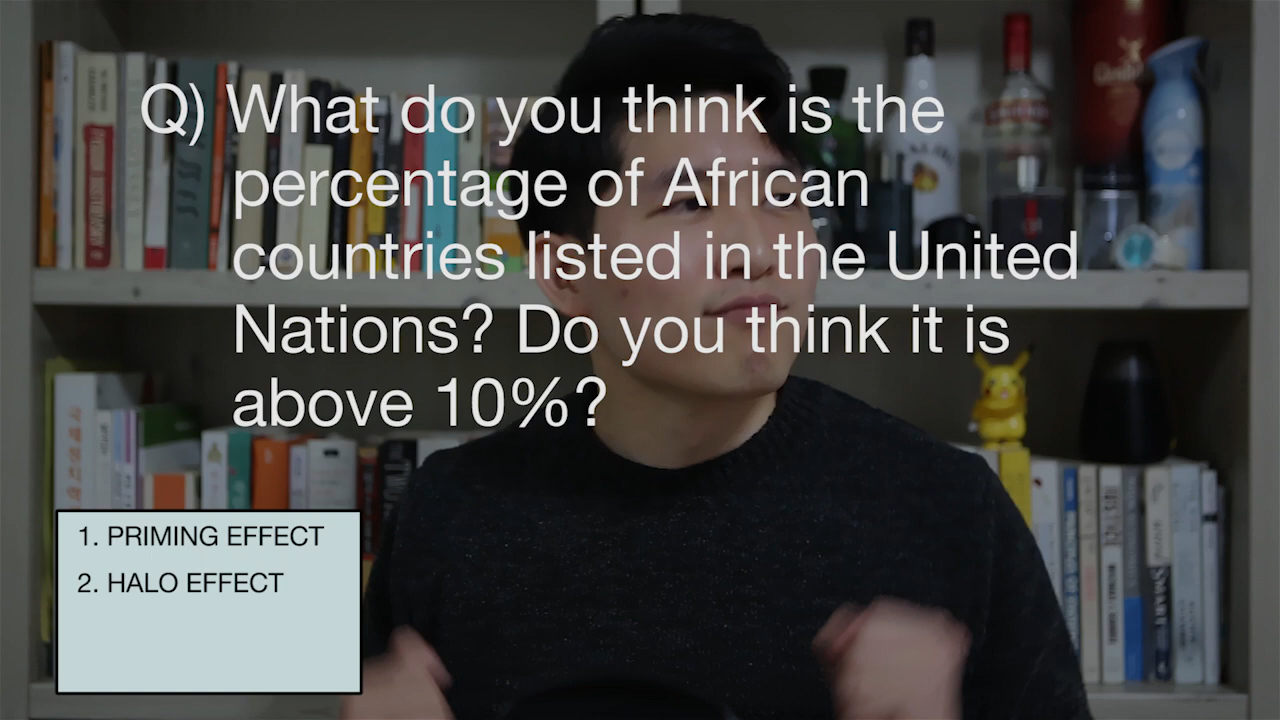 Q) What do you think is the
percentage of African
countries listed in the United
Nations? Do you think it is
above 10%?
1. PRIMING EFFECT
2. HALO EFFECT